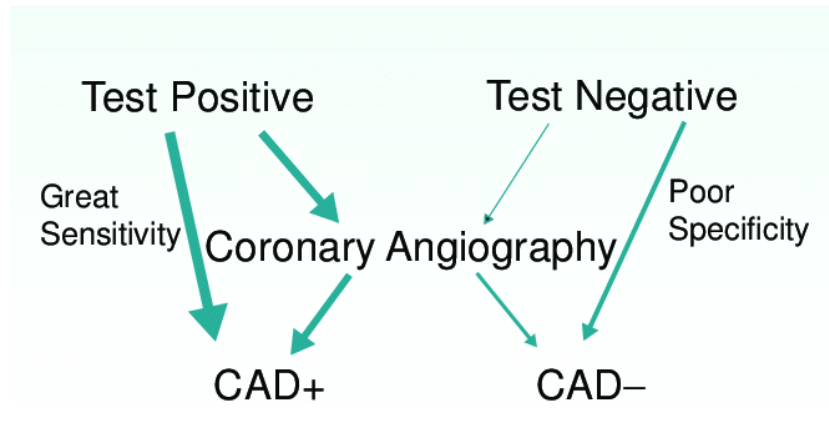 Test Positive
Test Negative
Great
Sensitivity
Poor
Specificity
Coronary Angiography
CAD+
CAD–